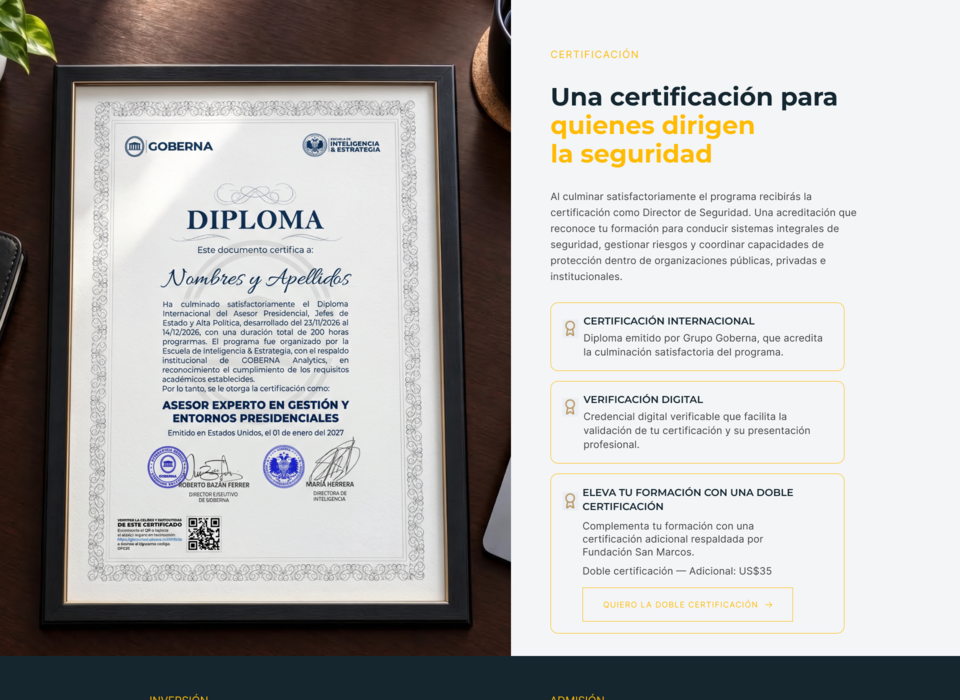 GOBERNA
ESCUELA DE
INTELIGENCIA
& ESTRATEGIA
DIPLOMA
Este documento certifica a:
Nombres y Apellidos
Ha culminado satisfactoriamente el Diploma
Internacional del Asesor Presidencial, Jefes de
Estado y Alta Política, desarrollado del 23/11/2026 al
14/12/2026, con una duración total de 200 horas
programas. El programa fue organizado por la
Escuela de Inteligencia & Estrategia, con el respaldo
institucional de GOBERNA Analytics, en
reconocimiento el cumplimiento de los requisitos
académicos establecides.
Por lo tanto, se le otorga la certificación como:
ASESOR EXPERTO EN GESTIÓN Y
ENTORNOS PRESIDENCIALES
Emitido en Estados Unidos, el 01 de enero del 2027
GOBERNA
ROBERTO BAZÁN FERRER
DIRECTOR EJSEUTIVO
DE GOBERNA
MARÍA HERRERA
DIRECTORA DE
INTELIGENCIA
DE ESTE CERTIFICADO
CERTIFICACIÓN
Una certificación para
quienes dirigen
la seguridad
Al culminar satisfactoriamente el programa recibirás la
certificación como Director de Seguridad. Una acreditación que
reconoce tu formación para conducir sistemas integrales de
seguridad, gestionar riesgos y coordinar capacidades de
protección dentro de organizaciones públicas, privadas e
institucionales.
CERTIFICACIÓN INTERNACIONAL
Diploma emitido por Grupo Goberna, que acredita
la culminación satisfactoria del programa.
VERIFICACIÓN DIGITAL
Credencial digital verificable que facilita la
validación de tu certificación y su presentación
profesional.
ELEVA TU FORMACIÓN CON UNA DOBLE
CERTIFICACIÓN
Complementa tu formación con una
certificación adicional respaldada por
Fundación San Marcos.
Doble certificación — Adicional: US$35
QUIERO LA DOBLE CERTIFICACIÓN →
INVERSIÓN
ADMISIÓN